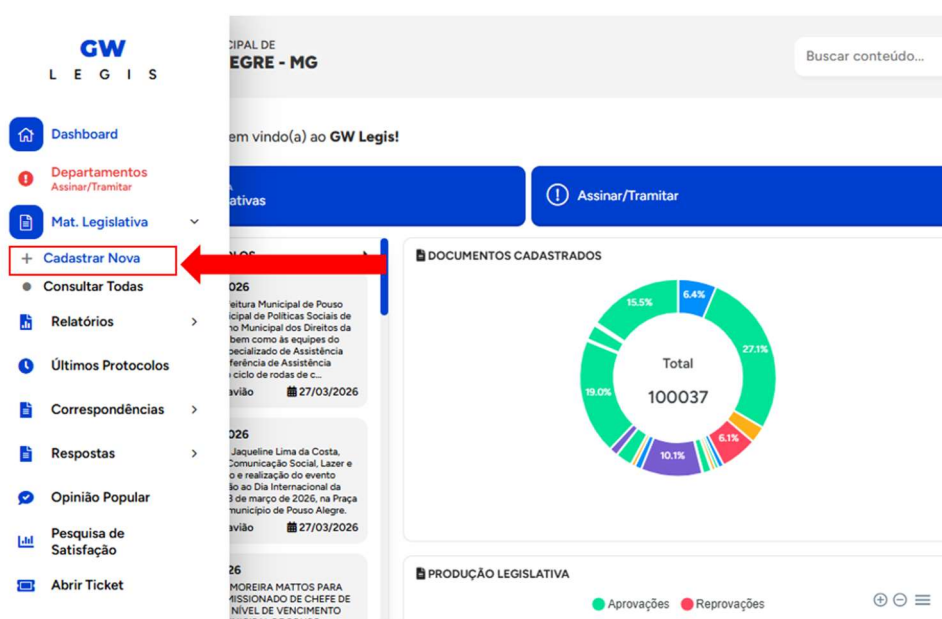 GW
LEGIS
Dashboard
Departamentos
Assinar/Tramitar
Mat. Legislativa
Cadastrar Nova
Consultar Todas
Relatórios
Últimos Protocolos
Correspondências
Respostas
Opinião Popular
Pesquisa de
Satisfação
Abrir Ticket
CIPAL DE
EGRE - MG
Buscar conteúdo...
em vindo(a) ao GW Legis!
ativas
Assinar/Tramitar
026
eitura Municipal de Pouso
icipal de Políticas Sociais de
o Municipal dos Direitos da
bem como às equipes do
pecializado de Assistência
ferência de Assistência
ciclo de rodas de c...
avião 27/03/2026
026
Jaqueline Lima da Costa,
Comunicação Social, Lazer e
o e realização do evento
ão ao Dia Internacional da
8 de março de 2026, na Praça
município de Pouso Alegre.
avião 27/03/2026
26
MOREIRA MATTOS PARA
MISSIONADO DE CHEFE DE
NÍVEL DE VENCIMENTO
DOCUMENTOS CADASTRADOS
15.5%
6.4%
27.1%
19.0%
6.1%
10.1%
Total
100037
PRODUÇÃO LEGISLATIVA
Aprovações
Reprovações